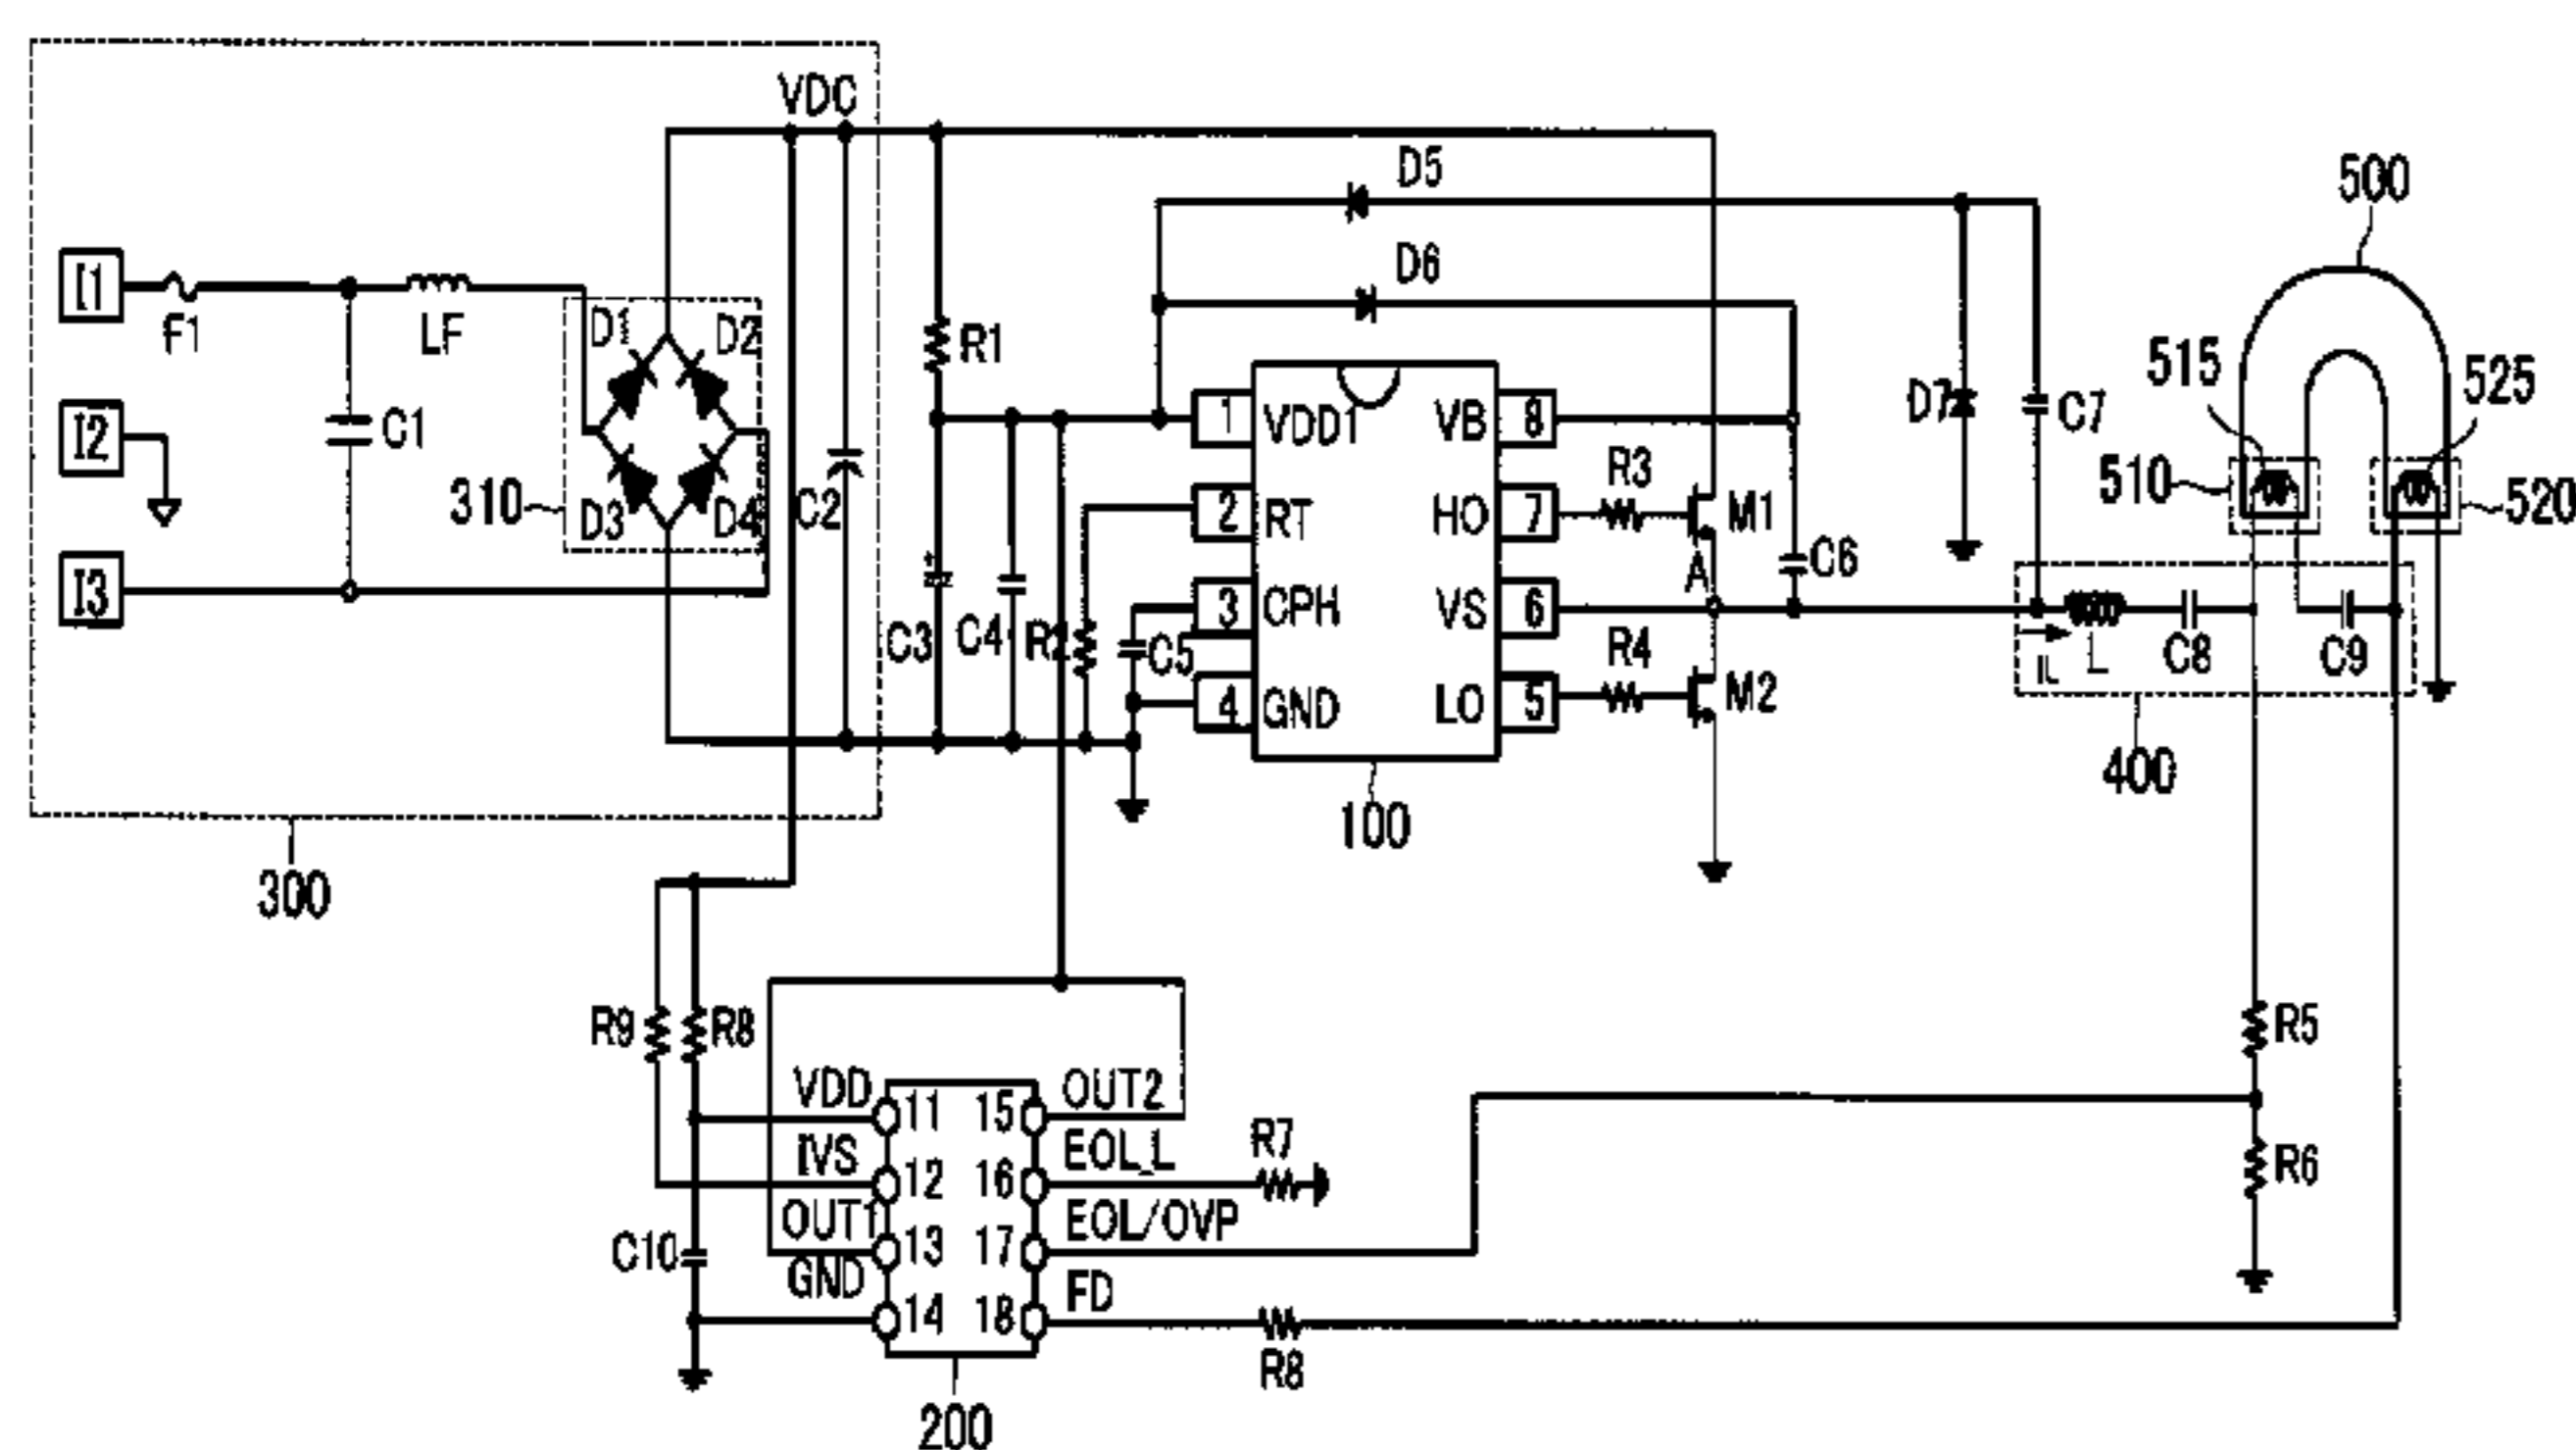 VDC
D5
500
D6
I1
F1
LF
D1
D2
R1
515
525
D7
C7
I2
C1
310
D3
D4
C2
1
VDD1
VB
8
R3
510
520
2
RT
HO
7
M1
A
C6
I3
C3
C4
R2
3
CPH
VS
6
C5
R4
IL
L
C8
C9
4
GND
LO
5
M2
400
100
300
R9
R8
R5
VDD
11
15
OUT2
IVS
12
16
EOL_L
R7
R6
OUT1
13
17
EOL/OVP
C10
GND
14
18
FD
R8
200